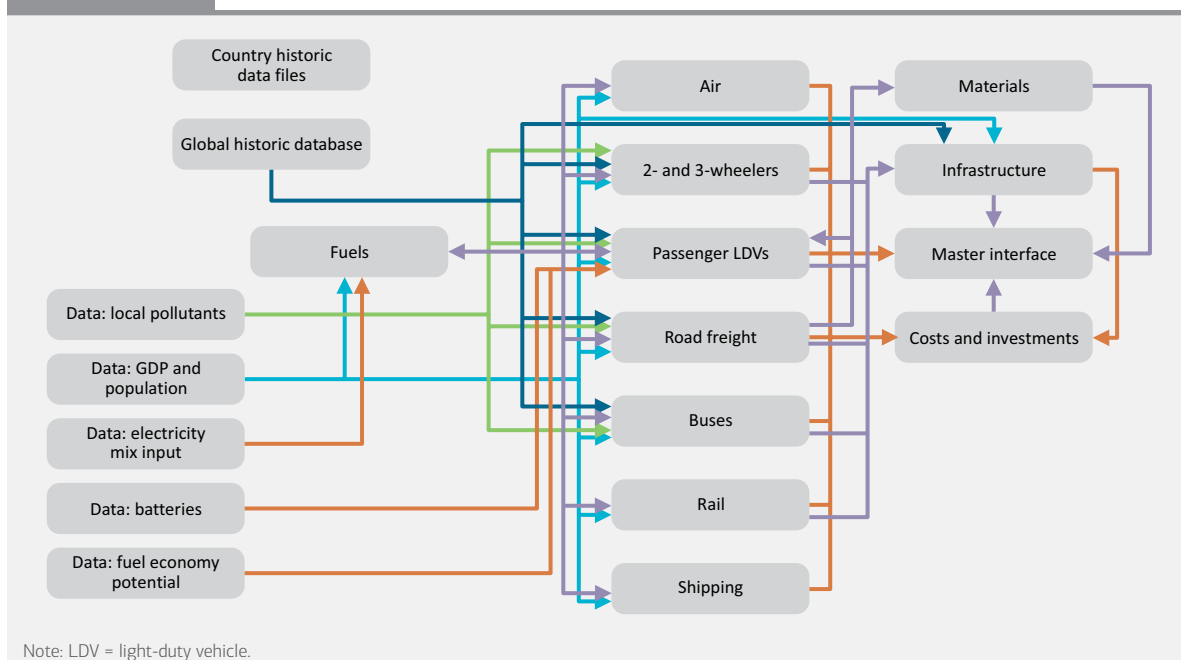 Country historic
data files
Global historic database
Fuels
Data: local pollutants
Data: GDP and
population
Data: electricity
mix input
Data: batteries
Data: fuel economy
potential
Air
2- and 3-wheelers
Passenger LDVs
Road freight
Buses
Rail
Shipping
Materials
Infrastructure
Master interface
Costs and investments
Note: LDV = light-duty vehicle.